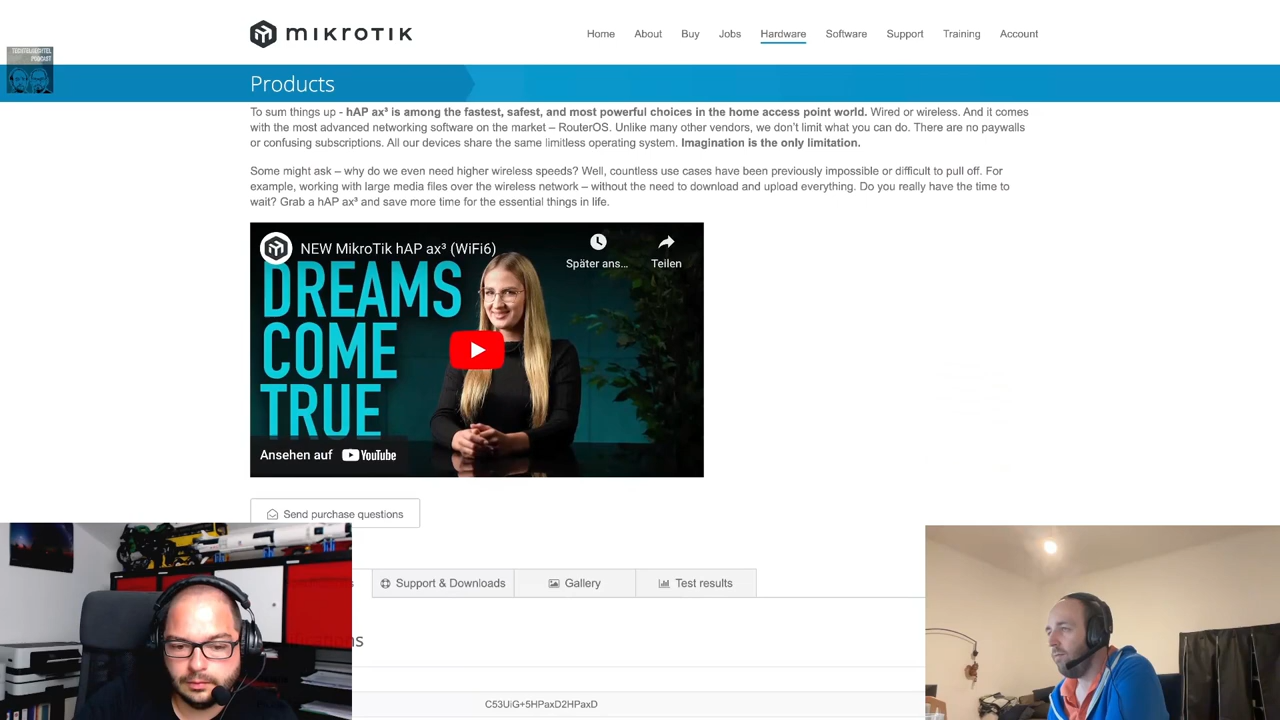 MIKROTIK
Home About Buy Jobs Hardware Software Support Training Account
TECHTELMECHTEL
PODCAST
Products
To sum things up - hAP ax³ is among the fastest, safest, and most powerful choices in the home access point world. Wired or wireless. And it comes
with the most advanced networking software on the market – RouterOS. Unlike many other vendors, we don't limit what you can do. There are no paywalls
or confusing subscriptions. All our devices share the same limitless operating system. Imagination is the only limitation.
Some might ask – why do we even need higher wireless speeds? Well, countless use cases have been previously impossible or difficult to pull off. For
example, working with large media files over the wireless network – without the need to download and upload everything. Do you really have the time to
wait? Grab a hAP ax³ and save more time for the essential things in life.
NEW MikroTik hAP ax³ (WiFi6)
Später ans...
Teilen
DREAMS
COME
TRUE
Ansehen auf YouTube
Send purchase questions
Support & Downloads
Gallery
Test results
C53UiG+5HPaxD2HPaxD